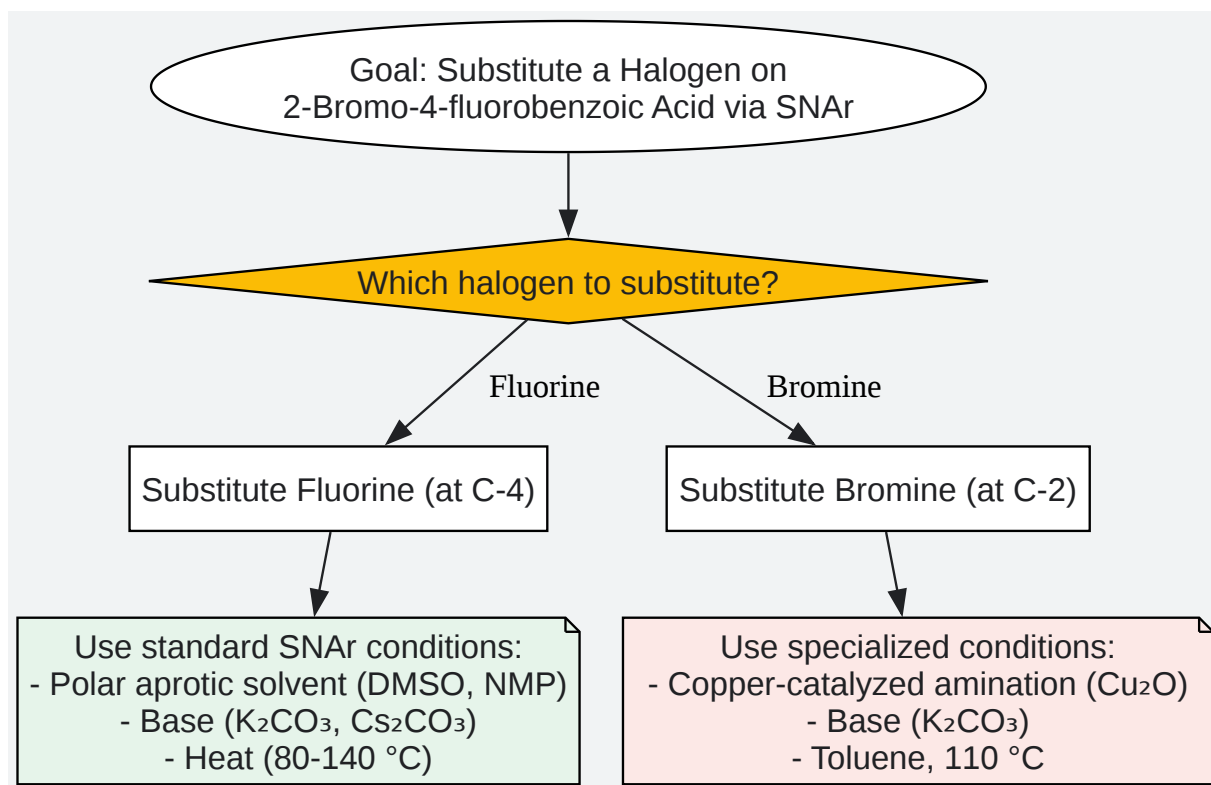 Goal: Substitute a Halogen on
2-Bromo-4-fluorobenzoic Acid via SNAr
Which halogen to substitute?
Fluorine
Bromine
Substitute Fluorine (at C-4)
Substitute Bromine (at C-2)
Use standard SNAr conditions:
- Polar aprotic solvent (DMSO, NMP)
- Base (K₂CO₃, Cs₂CO₃)
- Heat (80-140 °C)
Use specialized conditions:
- Copper-catalyzed amination (Cu₂O)
- Base (K₂CO₃)
- Toluene, 110 °C